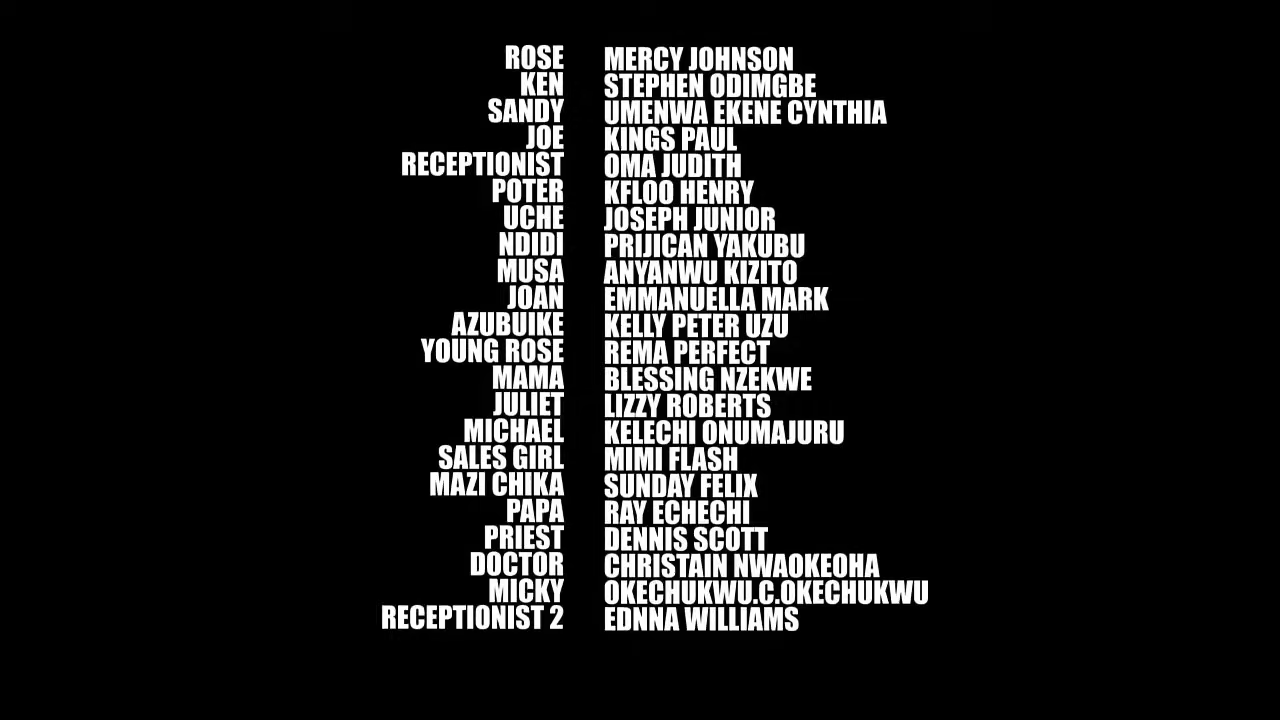 ROSE MERCY JOHNSON
KEN STEPHEN ODIMGBE
SANDY UMENWA EKENE CYNTHIA
JOE KINGS PAUL
RECEPTIONIST OMA JUDITH
POTER KFLOO HENRY
UCHE JOSEPH JUNIOR
NDIDI PRIJICAN YAKUBU
MUSA ANYANWU KIZITO
JOAN EMMANUELLA MARK
AZUBUIKE KELLY PETER UZU
YOUNG ROSE REMA PERFECT
MAMA BLESSING NZEKWE
JULIET LIZZY ROBERTS
MICHAEL KELECHI ONUMAJURU
SALES GIRL MIMI FLASH
MAZI CHIKA SUNDAY FELIX
PAPA RAY ECHECHI
PRIEST DENNIS SCOTT
DOCTOR CHRISTAIN NWAOKEOHA
MICKY OKECHUKWU.C.OKECHUKWU
RECEPTIONIST 2 EDNNA WILLIAMS